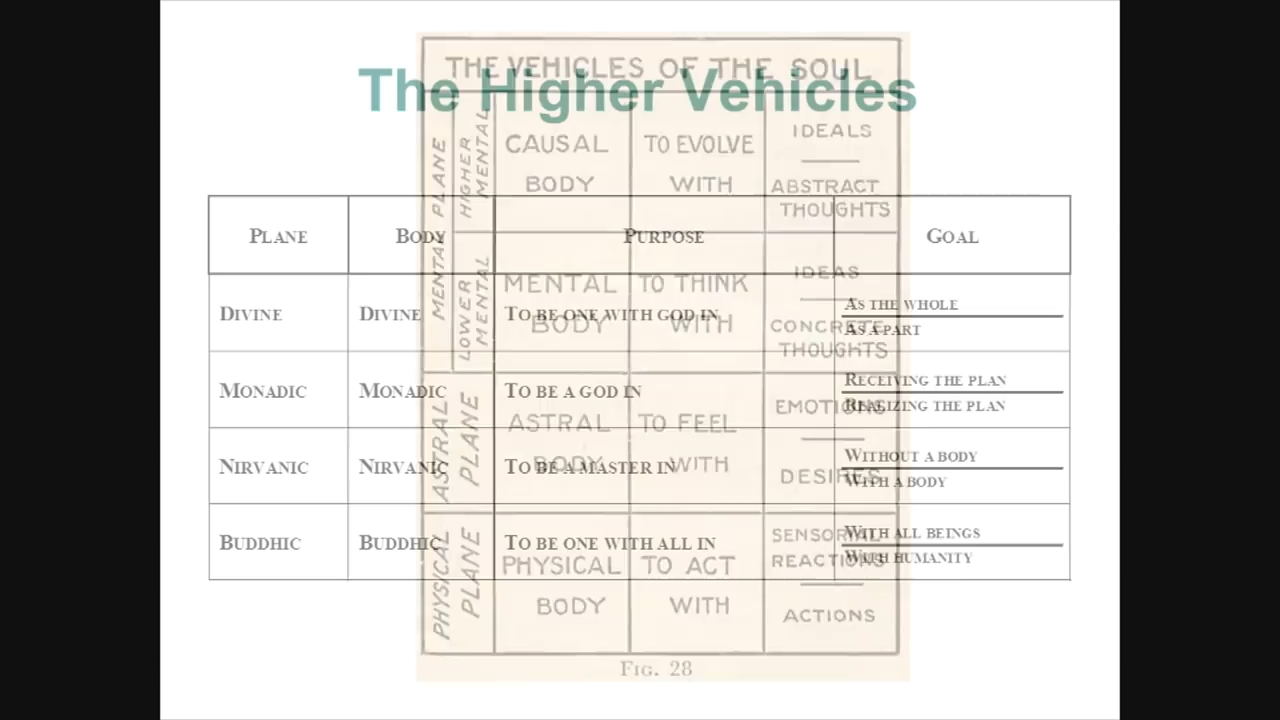 THE VEHICLES OF THE SOUL
The Higher Vehicles
MENTAL PLANE
HIGHER MENTAL
CAUSAL BODY
TO EVOLVE WITH
IDEALS
ABSTRACT THOUGHTS
LOWER MENTAL
MENTAL BODY
TO THINK WITH
IDEAS
CONCRETE THOUGHTS
ASTRAL PLANE
ASTRAL BODY
TO FEEL WITH
EMOTIONS
DESIRES
PHYSICAL PLANE
PHYSICAL BODY
TO ACT WITH
SENSORIAL REACTIONS
ACTIONS
FIG. 28
PLANE BODY PURPOSE GOAL
DIVINE DIVINE TO BE ONE WITH GOD IN
AS THE WHOLE
AS A PART
MONADIC MONADIC TO BE A GOD IN
RECEIVING THE PLAN
REALIZING THE PLAN
NIRVANIC NIRVANIC TO BE A MASTER IN
WITHOUT A BODY
WITH A BODY
BUDDHIC BUDDHIC TO BE ONE WITH ALL IN
WITH ALL BEINGS
WITH HUMANITY